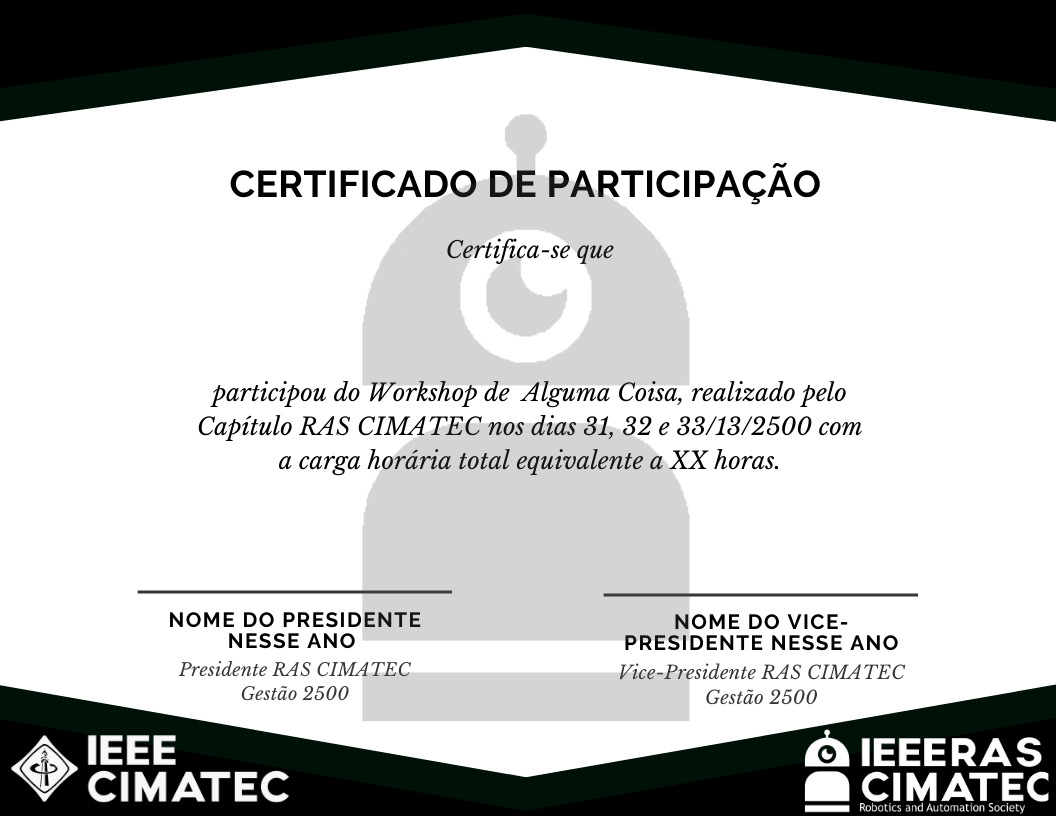 CERTIFICADO DE PARTICIPAÇÃO
Certifica-se que
participou do Workshop de Alguma Coisa, realizado pelo
Capítulo RAS CIMATEC nos dias 31, 32 e 33/13/2500 com
a carga horária total equivalente a XX horas.
NOME DO PRESIDENTE
NESSE ANO
Presidente RAS CIMATEC
Gestão 2500
NOME DO VICE-
PRESIDENTE NESSE ANO
Vice-Presidente RAS CIMATEC
Gestão 2500
IEEE
CIMATEC
IEEERAS
CIMATEC
Robotics and Automation Society